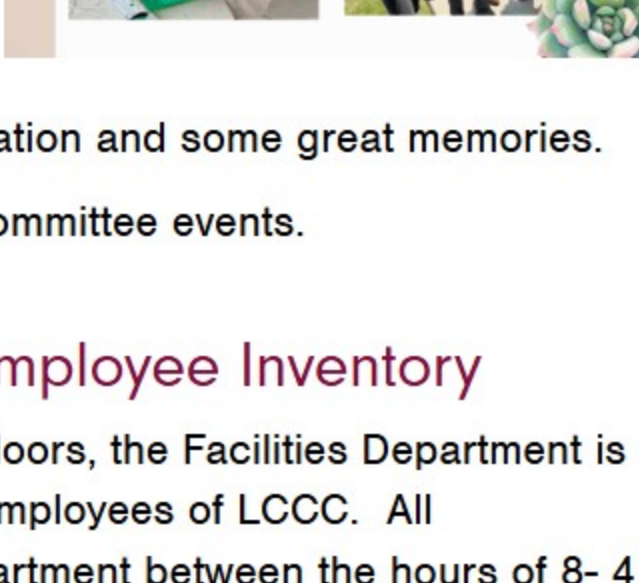 ation and some great memories.
ommittee events.
mployee Inventory
loors, the Facilities Department is
mployees of LCCC.  All
artment between the hours of 8- 4